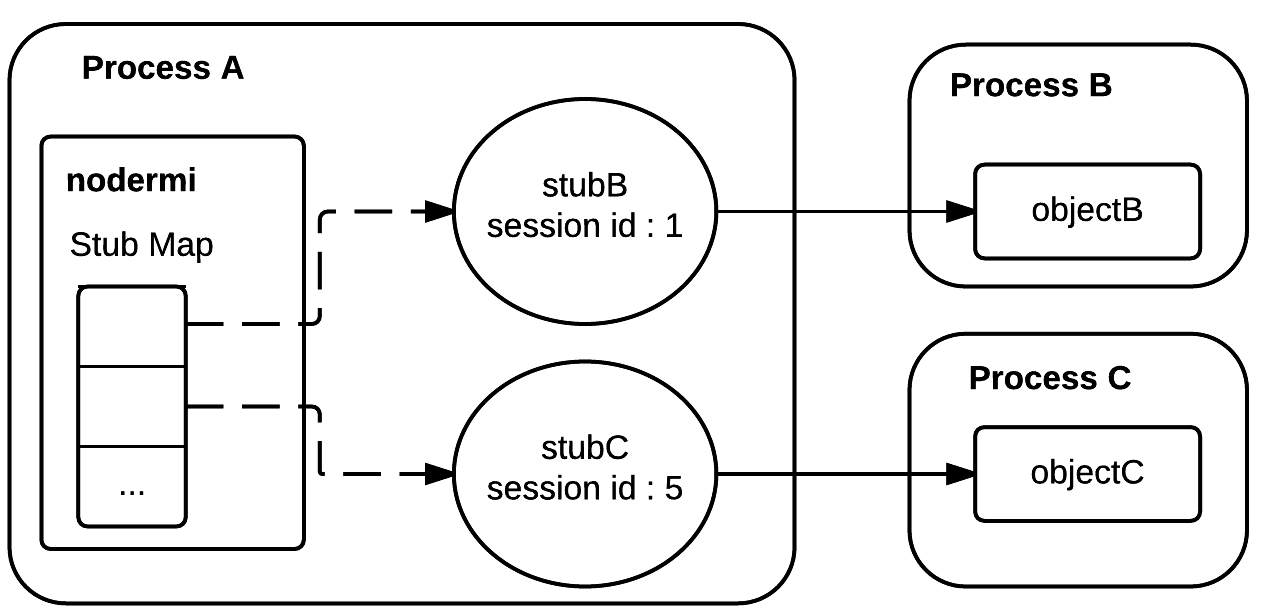 Process A
nodermi
Stub Map
...
stubB
session id : 1
stubC
session id : 5
Process B
objectB
Process C
objectC